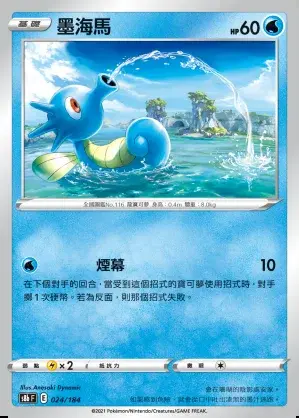 基礎 墨海馬 HP60
全國圖鑑No.116 龍寶可夢 身高:0.4m 體重:8.0kg
煙幕 10
在下個對手的回合,當受到這個招式的寶可夢使用招式時,對手
擲1次硬幣。若為反面,則那個招式失敗。
弱點 ×2 抵抗力 撤退
Illus. Anesaki Dynamic
s8b F 024/184
©2021 Pokémon/Nintendo/Creatures/GAME FREAK.